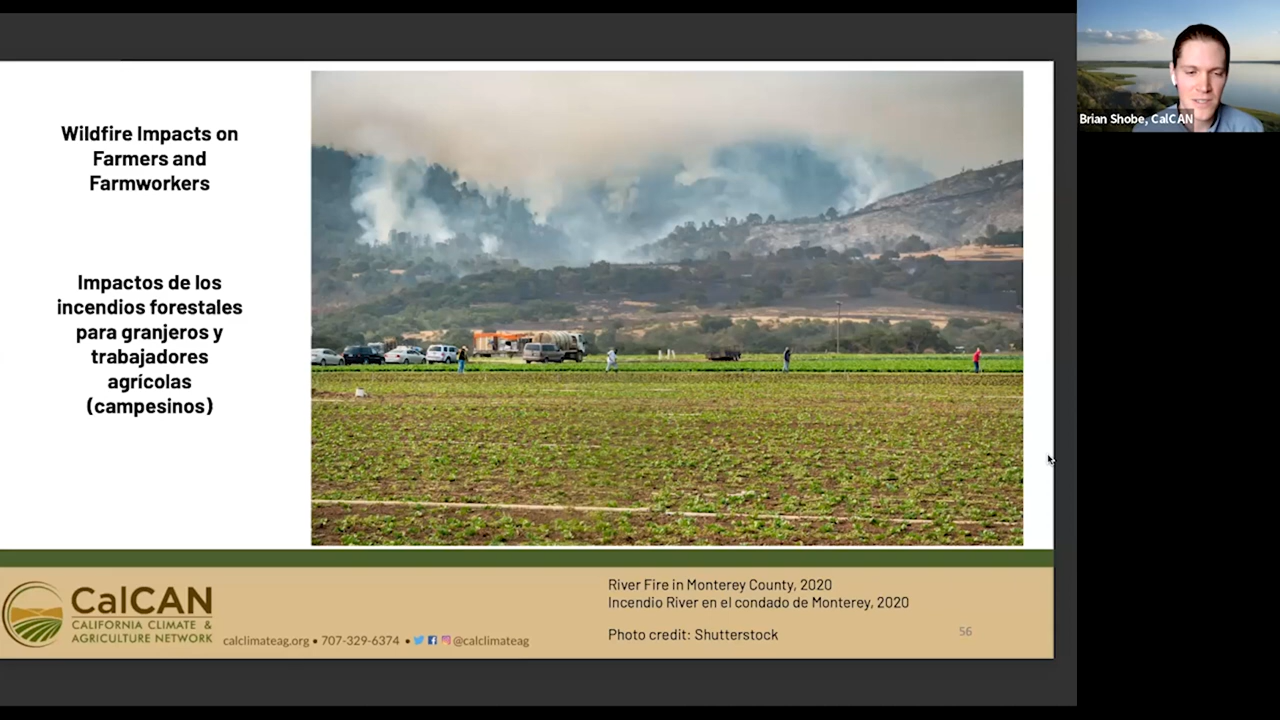 Wildfire Impacts on
Farmers and
Farmworkers
Impactos de los
incendios forestales
para granjeros y
trabajadores
agrícolas
(campesinos)
Brian Shobe, CalCAN
CalCAN
CALIFORNIA CLIMATE &
AGRICULTURE NETWORK
calclimateag.org • 707-329-6374 • @calclimateag
River Fire in Monterey County, 2020
Incendio River en el condado de Monterey, 2020
Photo credit: Shutterstock
56